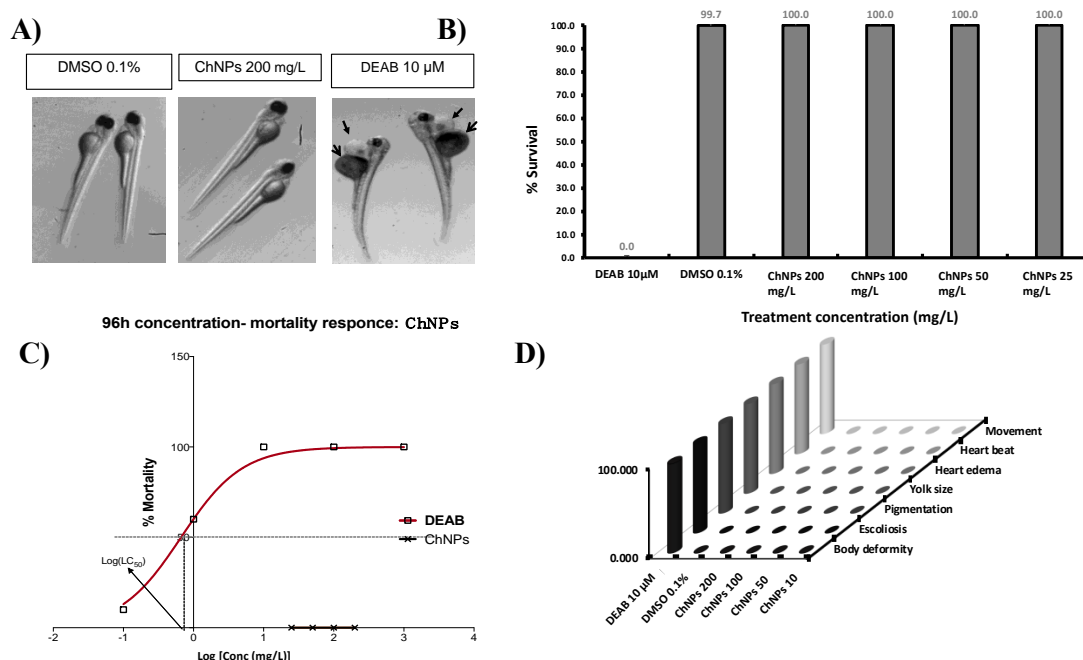 A)
DMSO 0.1%
ChNPs 200 mg/L
DEAB 10 µM
B)
% Survival
100.0
90.0
80.0
70.0
60.0
50.0
40.0
30.0
20.0
10.0
0.0
0.0
99.7
100.0
100.0
100.0
100.0
DEAB 10µM
DMSO 0.1%
ChNPs 200
mg/L
ChNPs 100
mg/L
ChNPs 50
mg/L
ChNPs 25
mg/L
Treatment concentration (mg/L)
96h concentration- mortality responce: ChNPs
C)
% Mortality
150
100
50
Log(LC50)
DEAB
ChNPs
-2
-1
0
1
2
3
4
Log [Conc (mg/L)]
D)
100.000
0.000
DEAB 10 µM
DMSO 0.1%
ChNPs 200
ChNPs 100
ChNPs 50
ChNPs 10
Movement
Heart beat
Heart edema
Yolk size
Pignentation
Escoliosis
Body deformity